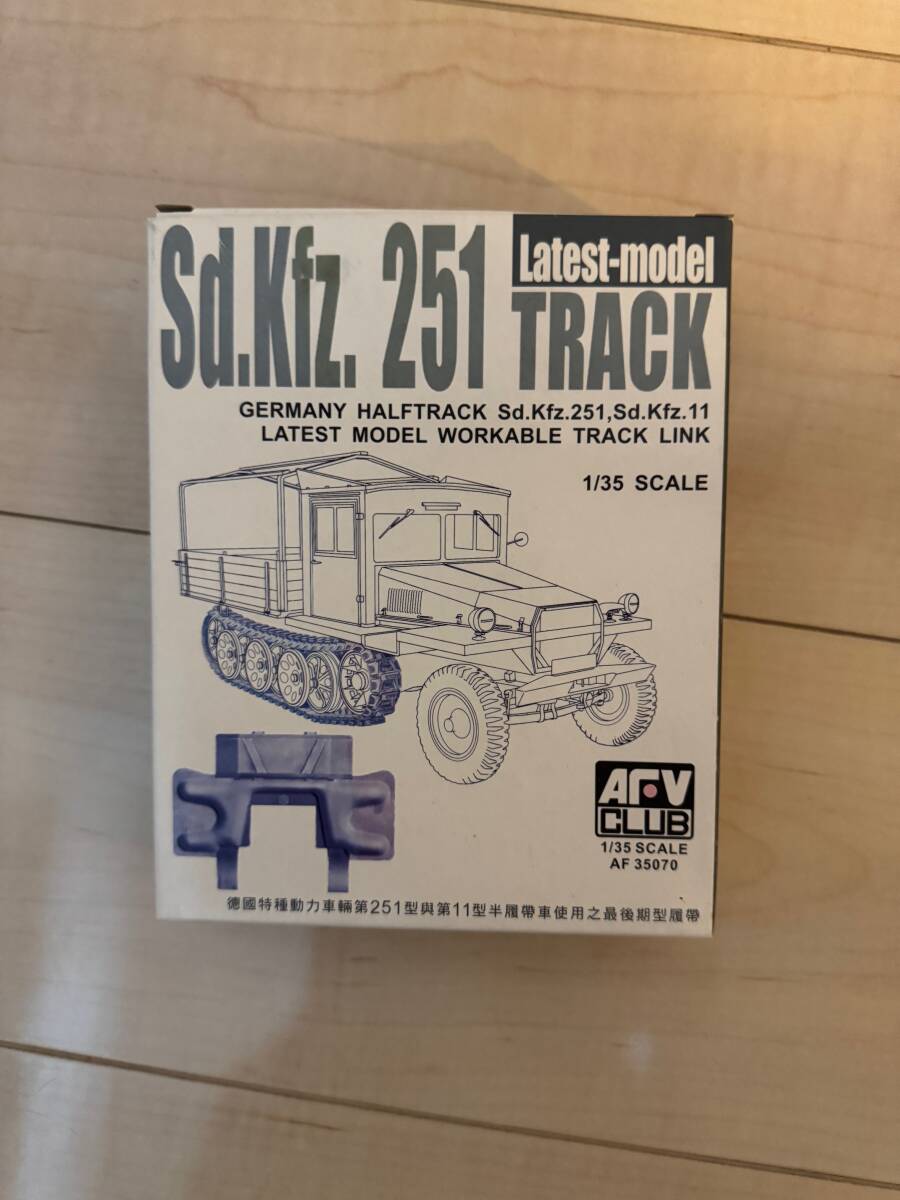 Sd.Kfz. 251
Latest-model
TRACK
GERMANY HALFTRACK Sd.Kfz.251,Sd.Kfz.11
LATEST MODEL WORKABLE TRACK LINK
1/35 SCALE
AFV
CLUB
1/35 SCALE
AF 35070
德國特種動力車輛第251型與第11型半履帶車使用之最後期型履帶